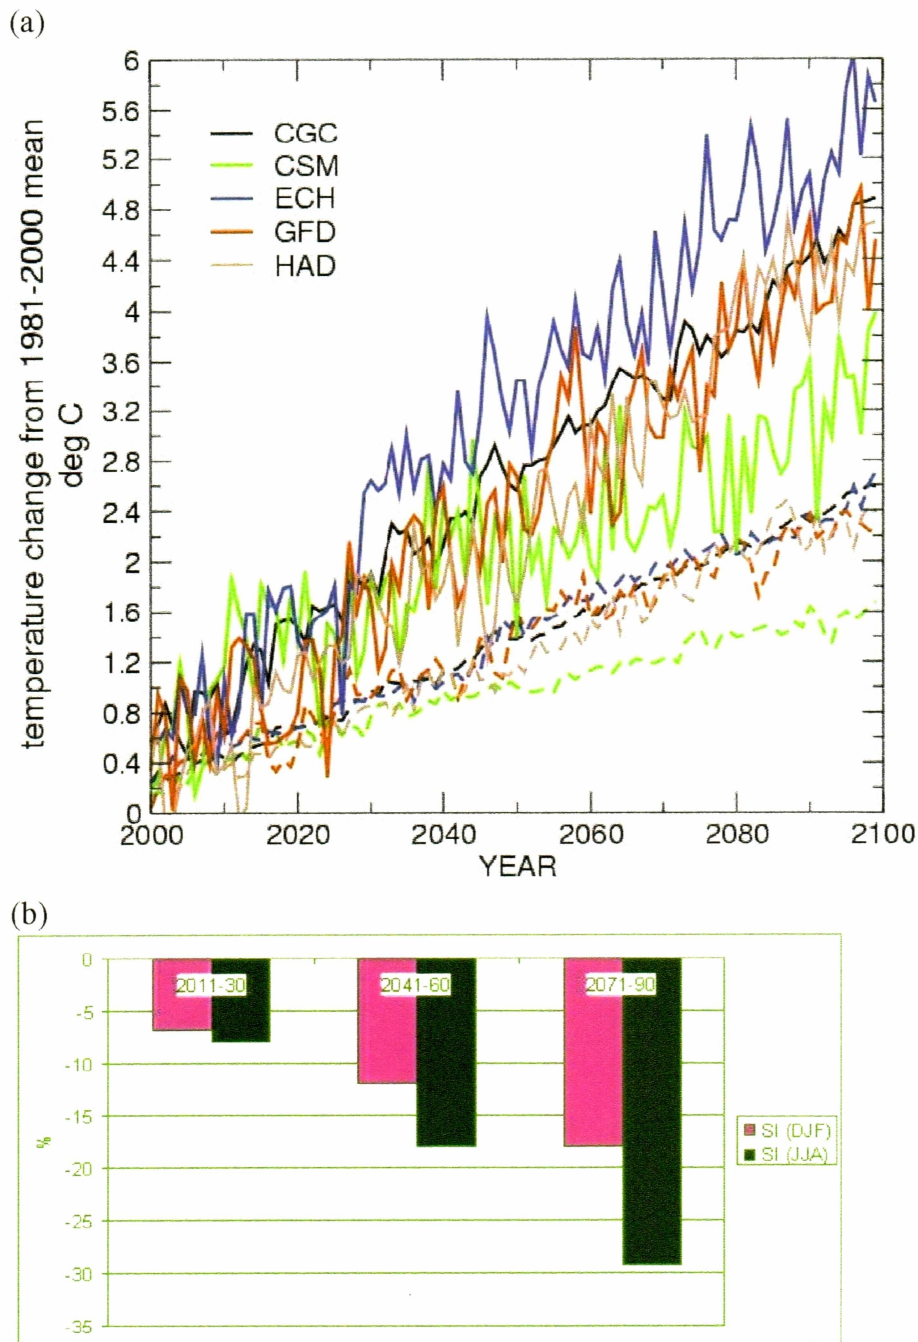 (a)
temperature change from 1981-2000 mean
deg C
6
5.6
5.2
4.8
4.4
4
3.6
3.2
2.8
2.4
2
1.6
1.2
0.8
0.4
0
CGC
CSM
ECH
GFD
HAD
2000 2020 2040 2060 2080 2100
YEAR
(b)
0
-5
-10
-15
-20
-25
-30
-35
%
2011-30 2041-60 2071-90
SI (DJF)
SI (JJA)